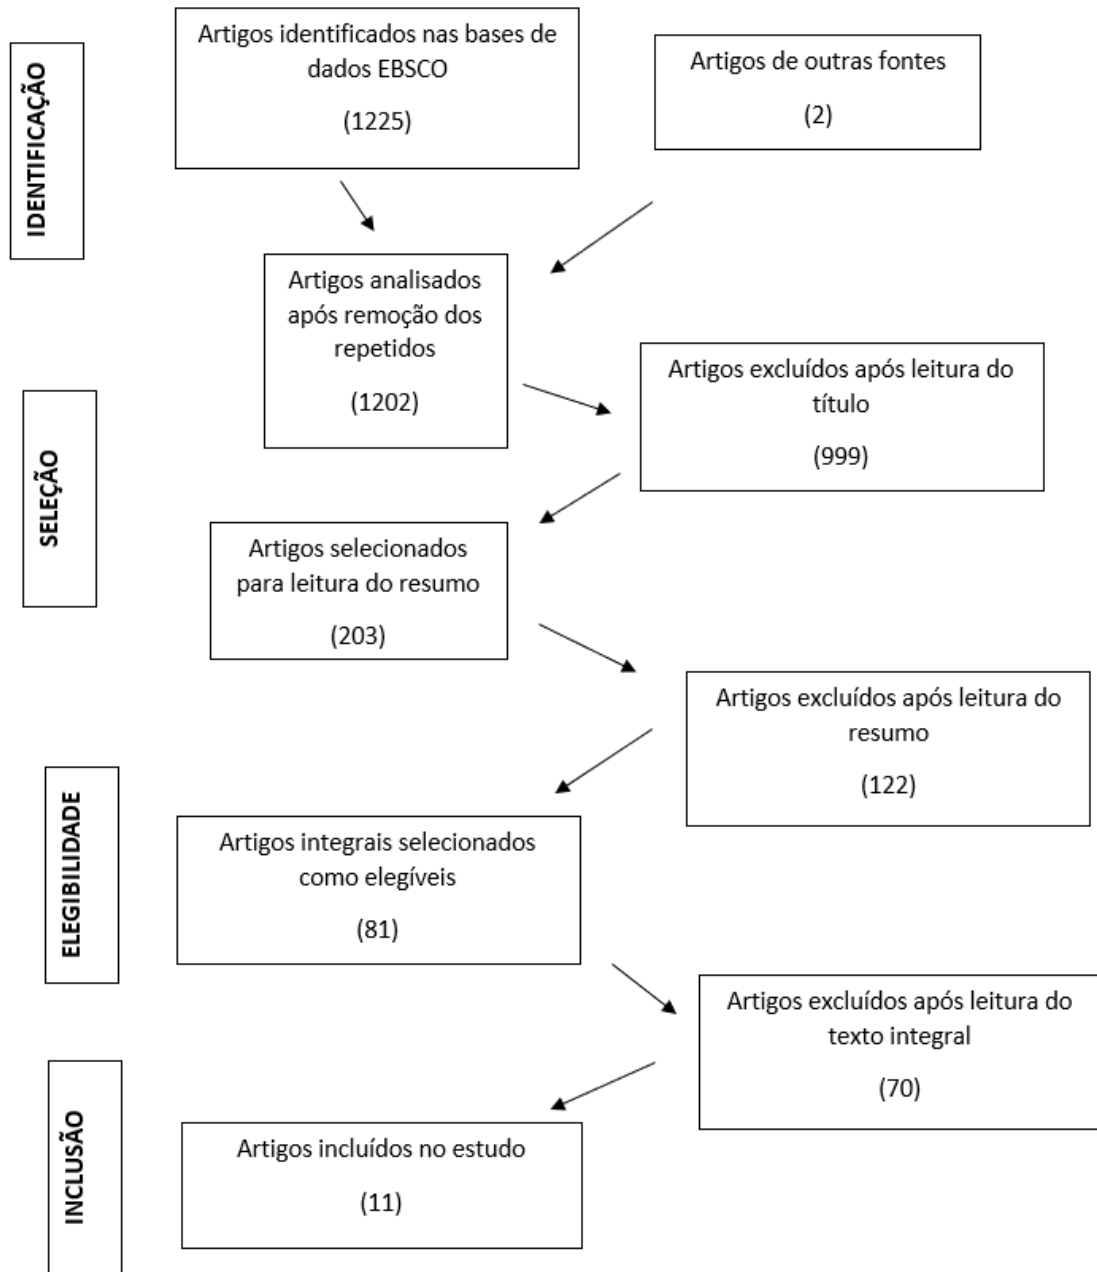 IDENTIFICAÇÃO
Artigos identificados nas bases de
dados EBSCO
(1225)
Artigos de outras fontes
(2)
Artigos analisados
após remoção dos
repetidos
(1202)
SELEÇÃO
Artigos excluídos após leitura do
título
(999)
Artigos selecionados
para leitura do resumo
(203)
Artigos excluídos após leitura do
resumo
(122)
ELEGIBILIDADE
Artigos integrais selecionados
como elegíveis
(81)
Artigos excluídos após leitura do
texto integral
(70)
INCLUSÃO
Artigos incluídos no estudo
(11)